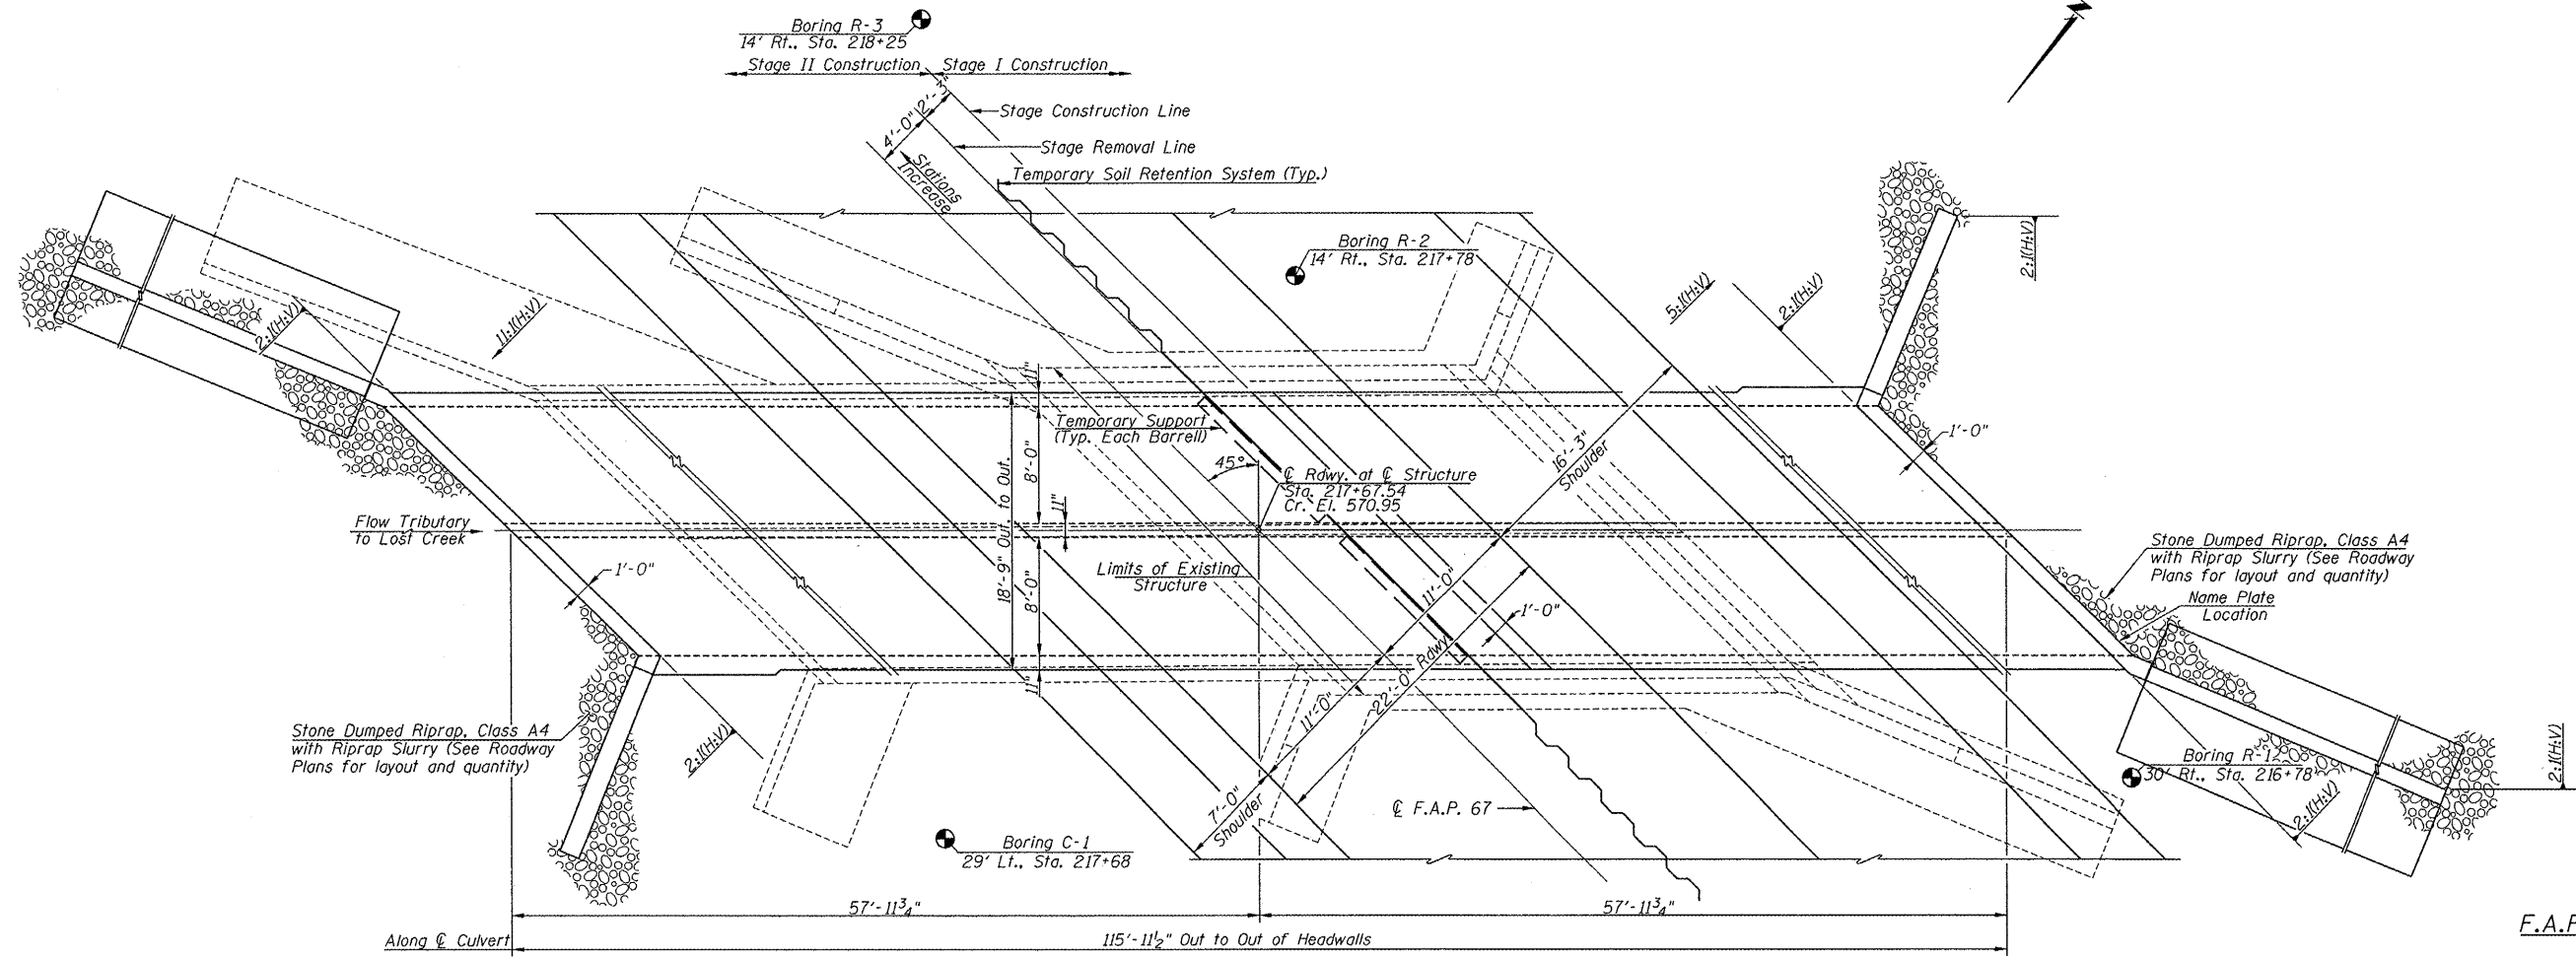 N
Boring R-3
14' Rt., Sta. 218+25
Stage II Construction
Stage I Construction
2'-3"
4'-0"
Stage Construction Line
Stage Removal Line
Stations
Increase
Temporary Soil Retention System (Typ.)
Boring R-2
14' Rt., Sta. 217+78
2:1(H:V)
11:1(H:V)
5:1(H:V)
2:1(H:V)
2:1(H:V)
11"
Temporary Support
(Typ. Each Barrell)
8'-0"
18'-9" Out. to Out.
45°
16'-3"
Shoulder
1'-0"
℄ Rdwy. at ℄ Structure
Sta. 217+67.54
Cr. El. 570.95
Flow Tributary
to Lost Creek
11"
1'-0"
Limits of Existing
Structure
8'-0"
11'-0"
1'-0"
22'-0" Rdwy.
11'-0"
11"
Stone Dumped Riprap, Class A4
with Riprap Slurry (See Roadway
Plans for layout and quantity)
Name Plate
Location
Stone Dumped Riprap, Class A4
with Riprap Slurry (See Roadway
Plans for layout and quantity)
2:1(H:V)
7'-0"
Shoulder
℄ F.A.P. 67
Boring R-1
30' Rt., Sta. 216+78
2:1(H:V)
2:1(H:V)
Boring C-1
29' Lt., Sta. 217+68
57'-11¾"
57'-11¾"
Along ℄ Culvert
115'-11½" Out to Out of Headwalls
F.A.P